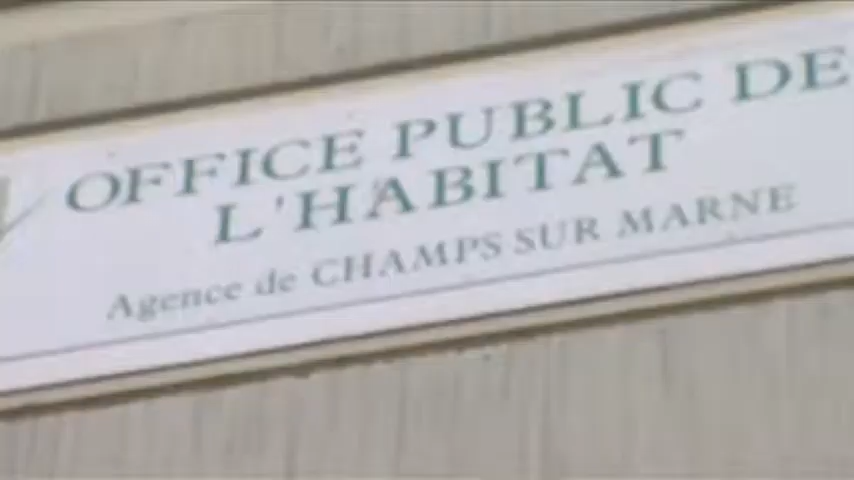 OFFICE PUBLIC DE
L'HABITAT
Agence de CHAMPS SUR MARNE